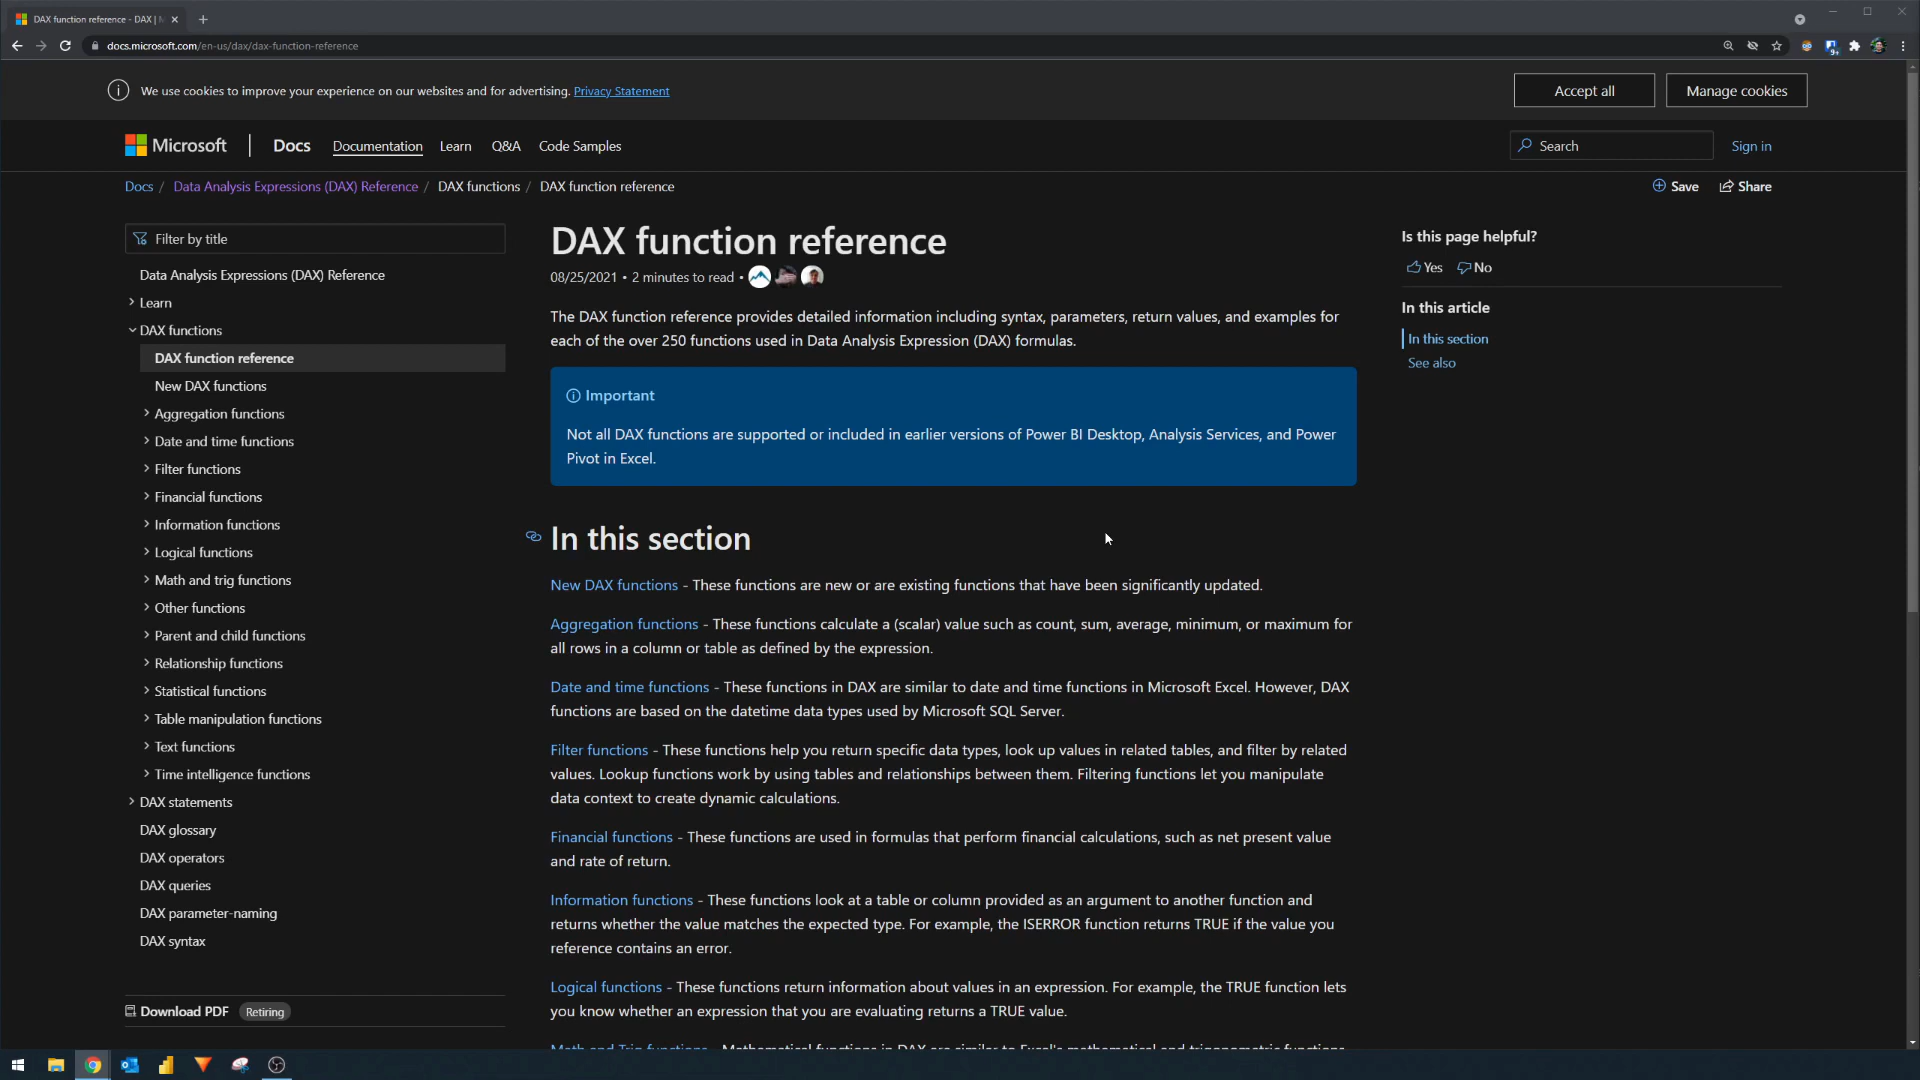 DAX function reference - DAX |
docs.microsoft.com/en-us/dax/dax-function-reference
We use cookies to improve your experience on our websites and for advertising. Privacy Statement
Accept all
Manage cookies
Microsoft
Docs
Documentation
Learn
Q&A
Code Samples
Search
Sign in
Docs / Data Analysis Expressions (DAX) Reference / DAX functions / DAX function reference
Save
Share
Filter by title
Data Analysis Expressions (DAX) Reference
Learn
DAX functions
DAX function reference
New DAX functions
Aggregation functions
Date and time functions
Filter functions
Financial functions
Information functions
Logical functions
Math and trig functions
Other functions
Parent and child functions
Relationship functions
Statistical functions
Table manipulation functions
Text functions
Time intelligence functions
DAX statements
DAX glossary
DAX operators
DAX queries
DAX parameter-naming
DAX syntax
Download PDF
Retiring
DAX function reference
08/25/2021 • 2 minutes to read •
The DAX function reference provides detailed information including syntax, parameters, return values, and examples for
each of the over 250 functions used in Data Analysis Expression (DAX) formulas.
Important
Not all DAX functions are supported or included in earlier versions of Power BI Desktop, Analysis Services, and Power
Pivot in Excel.
In this section
New DAX functions - These functions are new or are existing functions that have been significantly updated.
Aggregation functions - These functions calculate a (scalar) value such as count, sum, average, minimum, or maximum for
all rows in a column or table as defined by the expression.
Date and time functions - These functions in DAX are similar to date and time functions in Microsoft Excel. However, DAX
functions are based on the datetime data types used by Microsoft SQL Server.
Filter functions - These functions help you return specific data types, look up values in related tables, and filter by related
values. Lookup functions work by using tables and relationships between them. Filtering functions let you manipulate
data context to create dynamic calculations.
Financial functions - These functions are used in formulas that perform financial calculations, such as net present value
and rate of return.
Information functions - These functions look at a table or column provided as an argument to another function and
returns whether the value matches the expected type. For example, the ISERROR function returns TRUE if the value you
reference contains an error.
Logical functions - These functions return information about values in an expression. For example, the TRUE function lets
you know whether an expression that you are evaluating returns a TRUE value.
Math and Trig functions - Mathematical functions in DAX are similar to Excel's mathematical and trigonometric functions
Is this page helpful?
Yes
No
In this article
In this section
See also